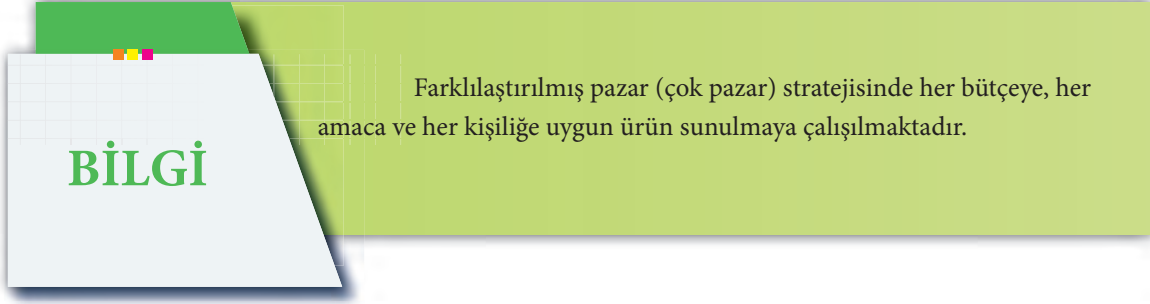 BİLGİ
Farklılaştırılmış pazar (çok pazar) stratejisinde her bütçeye, her
amaca ve her kişiliğe uygun ürün sunulmaya çalışılmaktadır.